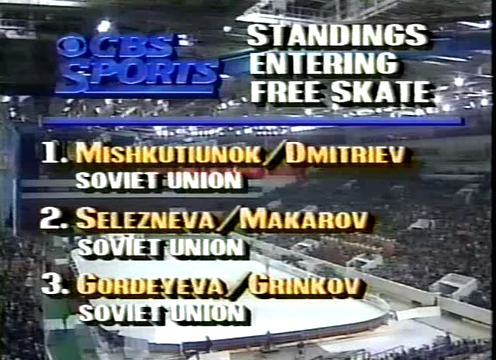 CBS
SPORTS
STANDINGS
ENTERING
FREE SKATE
1. MISHKUTIUNOK/DMITRIEV
SOVIET UNION
2. SELEZNEVA/MAKAROV
SOVIET UNION
3. GORDEYEVA/GRINKOV
SOVIET UNION